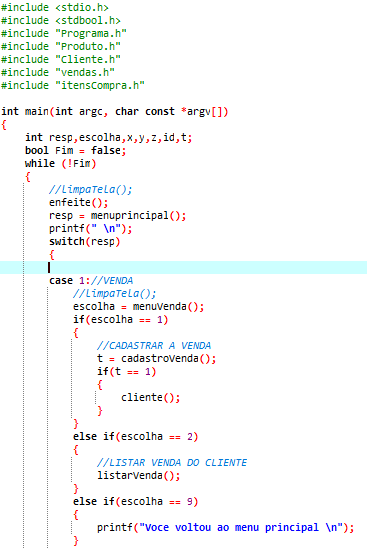 #include <stdio.h>
#include <stdbool.h>
#include "Programa.h"
#include "Produto.h"
#include "Cliente.h"
#include "vendas.h"
#include "itensCompra.h"
int main(int argc, char const *argv[])
{
int resp,escolha,x,y,z,id,t;
bool Fim = false;
while (!Fim)
{
//limpaTela();
enfeite();
resp = menuprincipal();
printf(" \n");
switch(resp)
{
case 1://VENDA
//limpaTela();
escolha = menuVenda();
if(escolha == 1)
{
//CADASTRAR A VENDA
t = cadastroVenda();
if(t == 1)
{
cliente();
}
}
else if(escolha == 2)
{
//LISTAR VENDA DO CLIENTE
listarVenda();
}
else if(escolha == 9)
{
printf("Voce voltou ao menu principal \n");
}